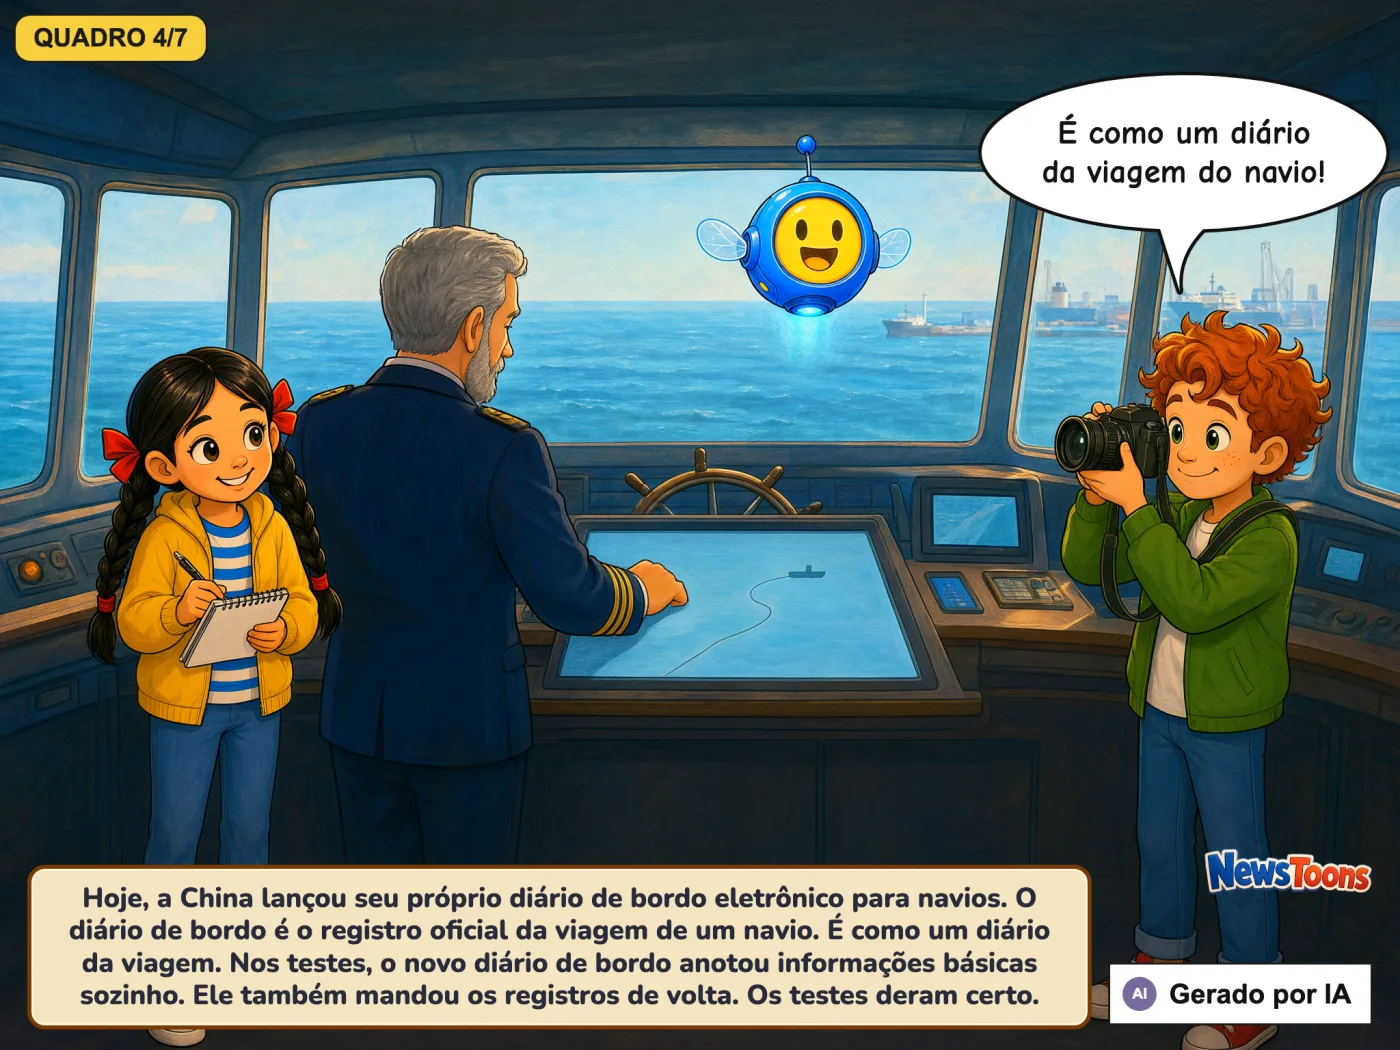 QUADRO 4/7
É como um diário
da viagem do navio!
Hoje, a China lançou seu próprio diário de bordo eletrônico para navios. O
diário de bordo é o registro oficial da viagem de um navio. É como um diário
da viagem. Nos testes, o novo diário de bordo anotou informações básicas
sozinho. Ele também mandou os registros de volta. Os testes deram certo.
NewsToons
AI Gerado por IA